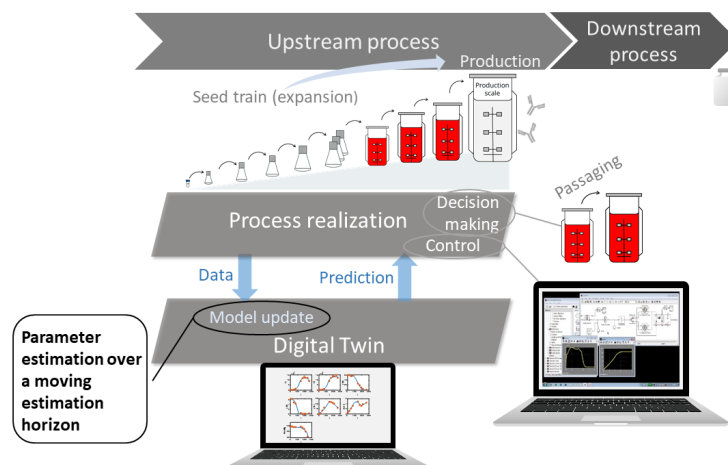 Upstream process
Downstream
process
Production
Seed train (expansion)
Production
scale
Passaging
Decision
making
Process realization
Control
Data
Prediction
Model update
Digital Twin
Parameter
estimation over
a moving
estimation
horizon